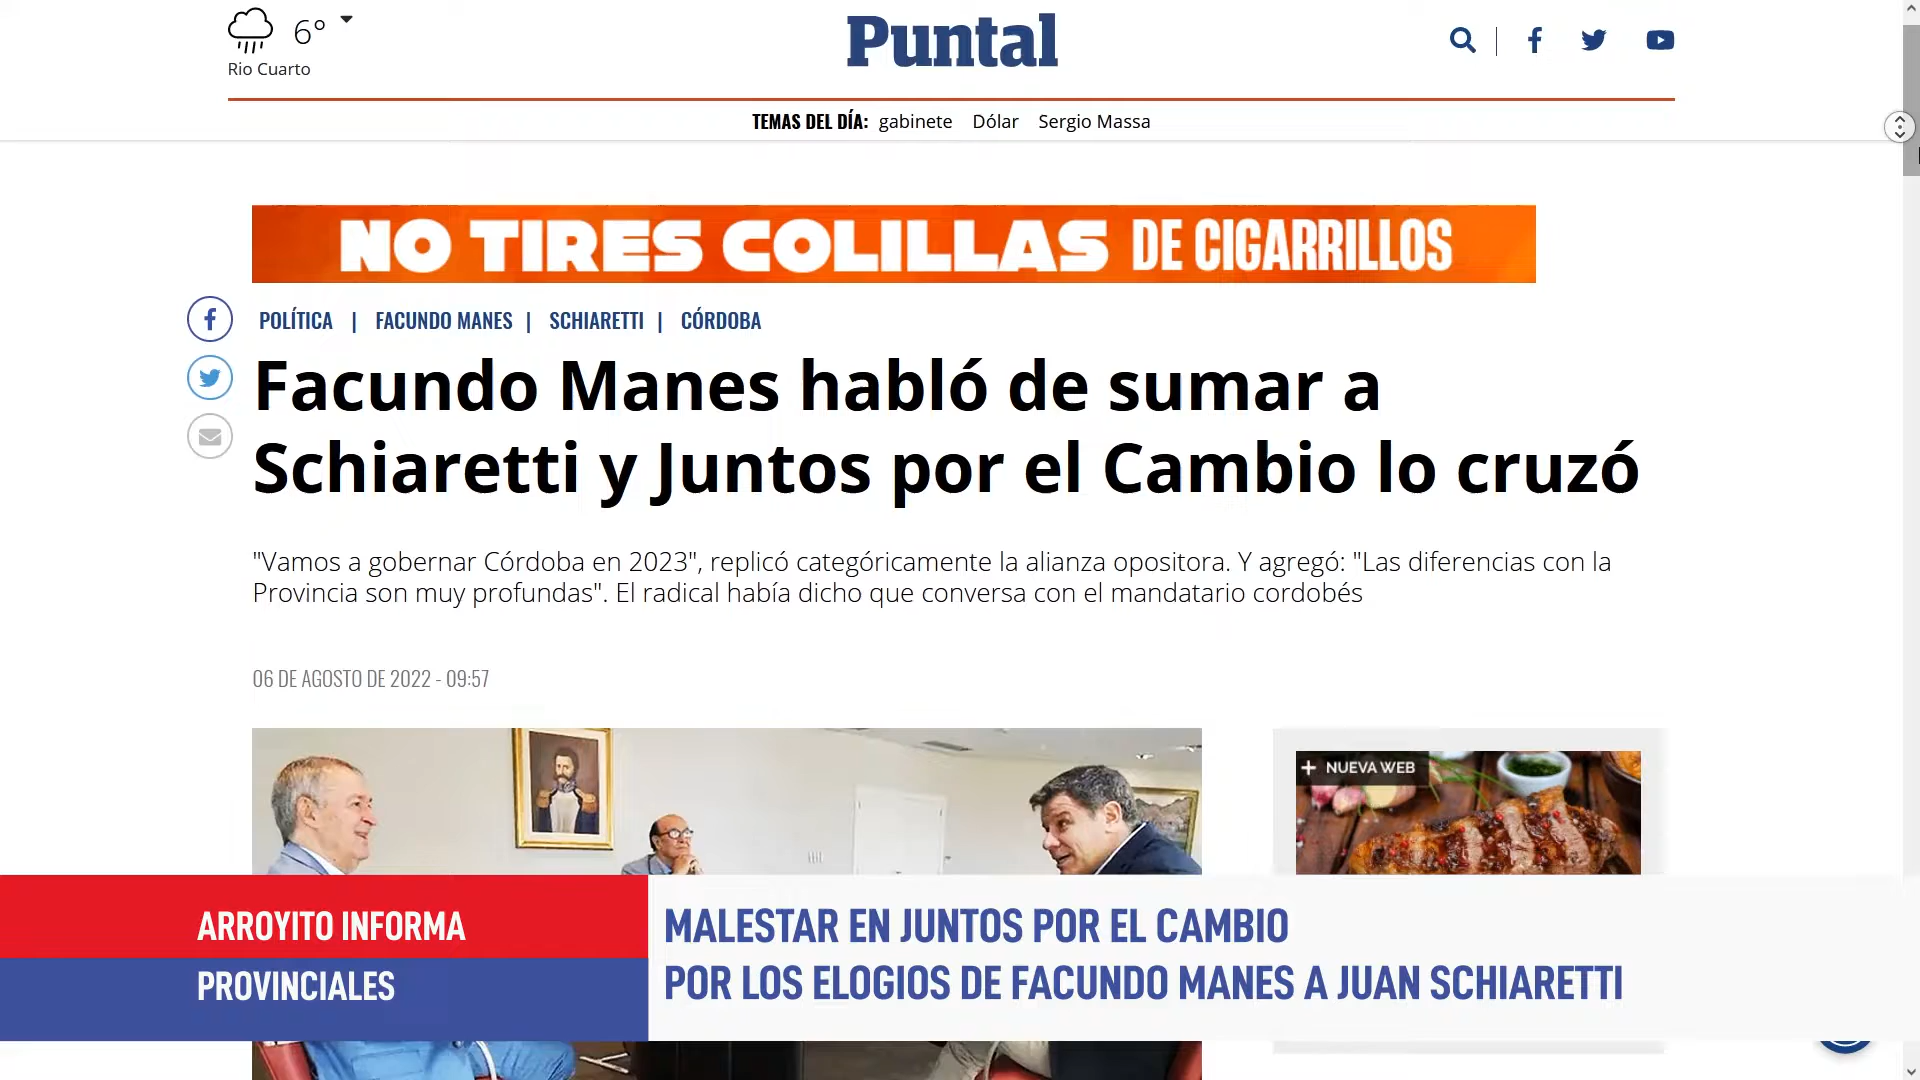 6°
Rio Cuarto
Puntal
TEMAS DEL DÍA: gabinete Dólar Sergio Massa
NO TIRES COLILLAS DE CIGARRILLOS
POLÍTICA | FACUNDO MANES | SCHIARETTI | CÓRDOBA
Facundo Manes habló de sumar a
Schiaretti y Juntos por el Cambio lo cruzó
"Vamos a gobernar Córdoba en 2023", replicó categóricamente la alianza opositora. Y agregó: "Las diferencias con la
Provincia son muy profundas". El radical había dicho que conversa con el mandatario cordobés
06 DE AGOSTO DE 2022 - 09:57
+ NUEVA WEB
ARROYITO INFORMA
PROVINCIALES
MALESTAR EN JUNTOS POR EL CAMBIO
POR LOS ELOGIOS DE FACUNDO MANES A JUAN SCHIARETTI